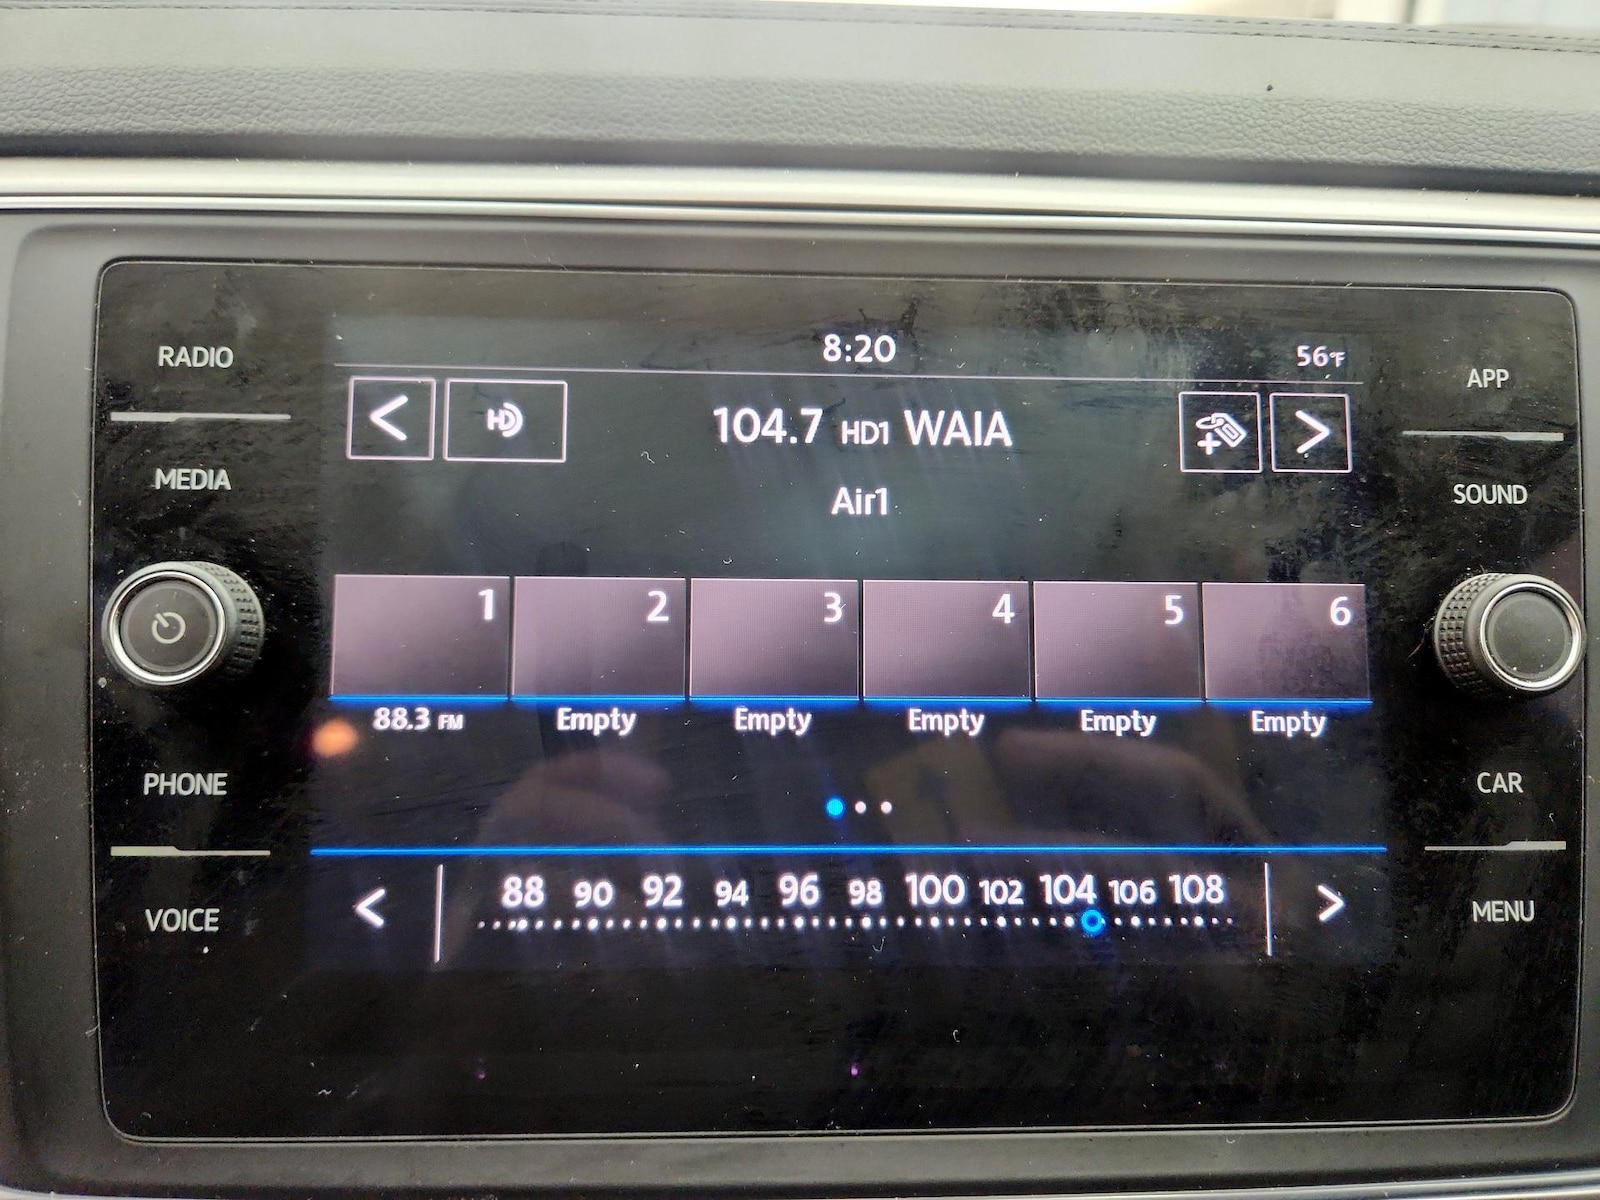 8:20
56°F
RADIO
APP
HD
104.7 HD1 WAIA
MEDIA
SOUND
Air1
1 2 3 4 5 6
88.3 FM Empty Empty Empty Empty Empty
PHONE
CAR
88 90 92 94 96 98 100 102 104 106 108
VOICE
MENU